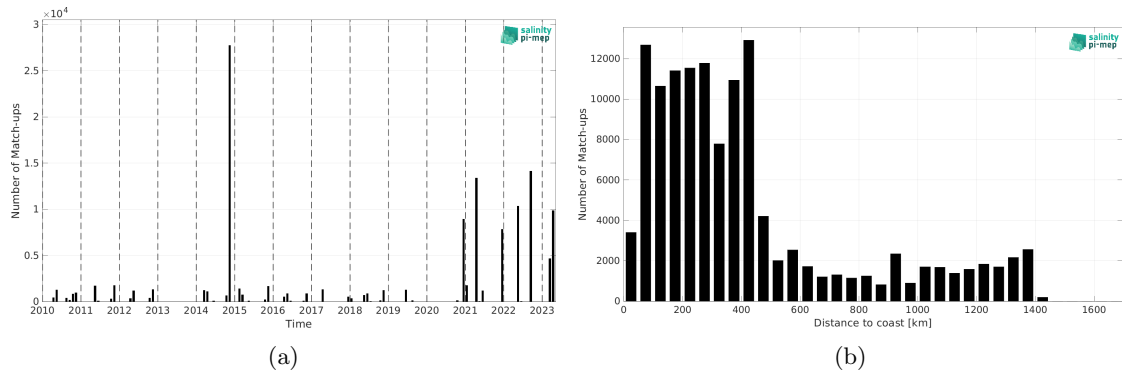 ×10⁴
3
2.5
2
1.5
1
0.5
0
Number of Match-ups
2010 2011 2012 2013 2014 2015 2016 2017 2018 2019 2020 2021 2022 2023
Time
salinity
pi-mep
(a)
12000
10000
8000
6000
4000
2000
0
Number of Match-ups
0 200 400 600 800 1000 1200 1400 1600
Distance to coast [km]
salinity
pi-mep
(b)